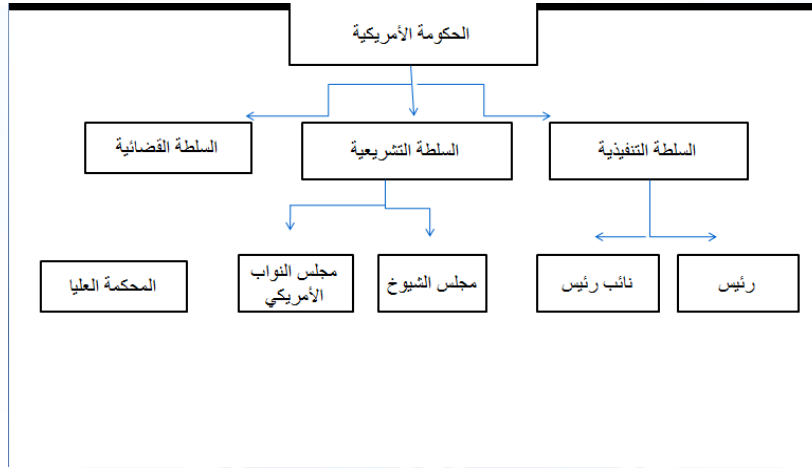 الحكومة الأمريكية
السلطة التنفيذية
السلطة التشريعية
السلطة القضائية
رئيس
نائب رئيس
مجلس الشيوخ
مجلس النواب
الأمريكي
المحكمة العليا